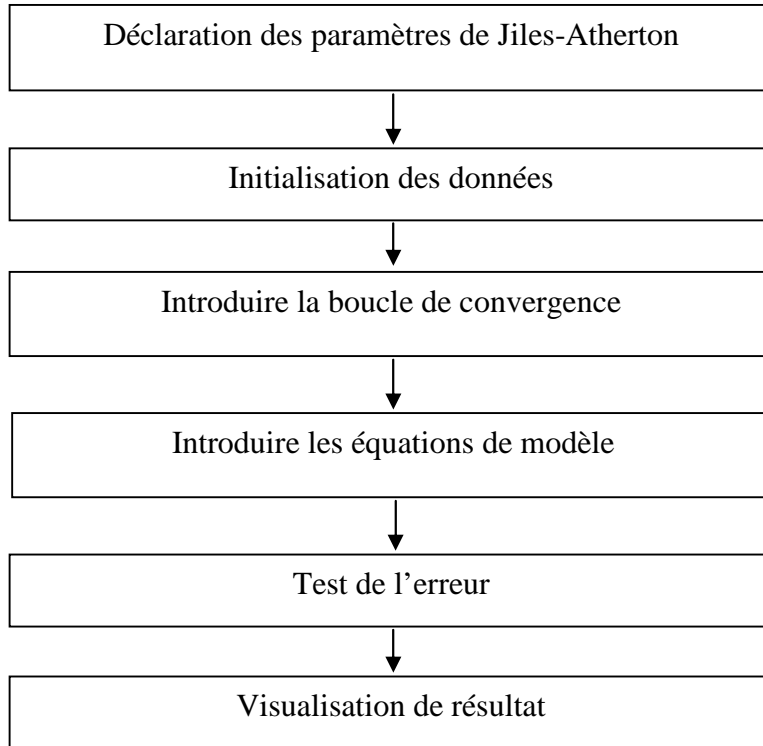 Déclaration des paramètres de Jiles-Atherton
Initialisation des données
Introduire la boucle de convergence
Introduire les équations de modèle
Test de l’erreur
Visualisation de résultat